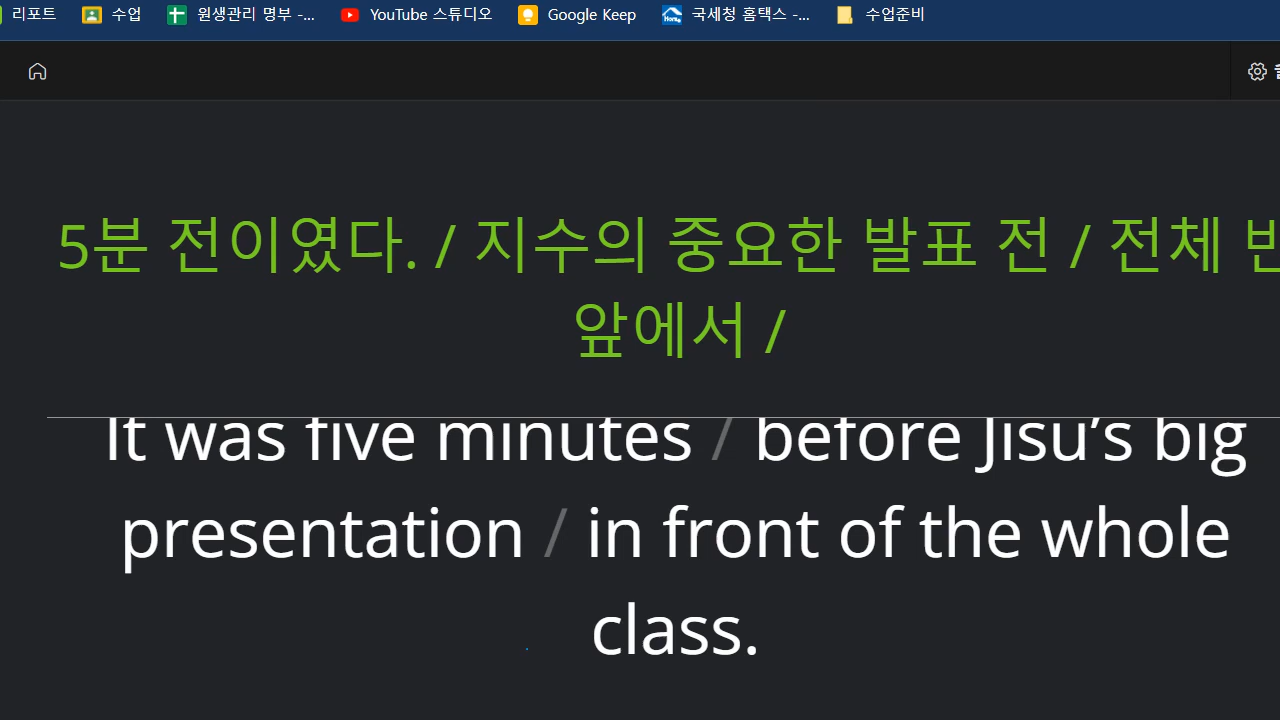 리포트 수업 원생관리 명부 -... YouTube 스튜디오 Google Keep 국세청 홈택스 -... 수업준비
5분 전이였다. / 지수의 중요한 발표 전 / 전체
앞에서 /
It was five minutes / before Jisu’s big
presentation / in front of the whole
class.